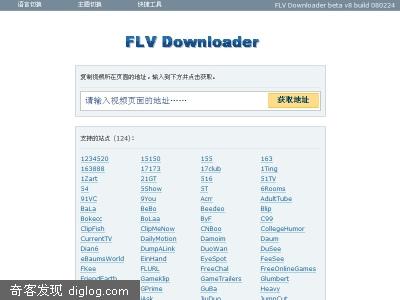 语言切换 主题切换 快捷工具 FLV Downloader beta v8 build 080224
FLV Downloader
复制视频所在页面的地址，输入到下方并点击获取。
请输入视频页面的地址…… 获取地址
支持的站点 (124)：
1234520 15150 155 163
163888 17173 17club 1Ting
1Zart 21GT 516 51TV
54 55Show 5T 6Rooms
91VC 9You Acrr AdultTube
BaLa BeBo Beedeo Blip
Bokecc BoLaa ByF C99
ClipFish ClipMeNow CNBoo CollegeHumor
CurrentTV DailyMotion Damoim Daum
Dian6 DumpALink DuoWan DuSee
eBaumsWorld EinHand EyeSpot FeeSee
FKee FLURL FreeChal FreeOnlineGames
FriendEarth GameKlip GameTrailers Glumbert
GPrime GuBa Heavy
JiuDuo JumpCut
奇客发现 diglog.com